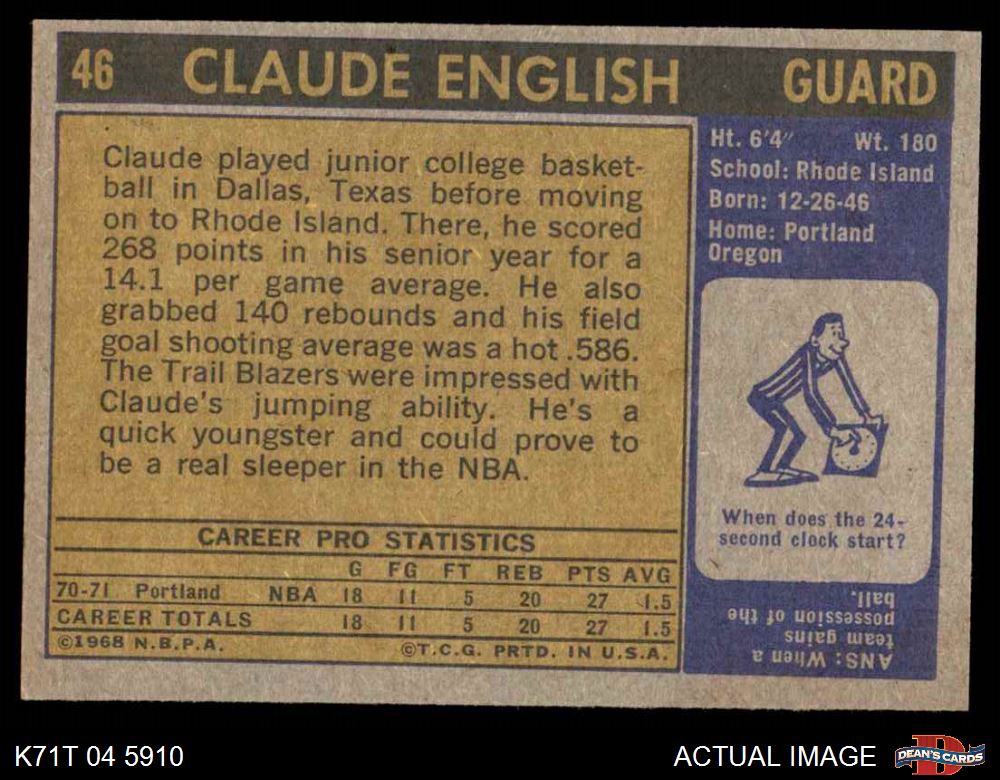 46 CLAUDE ENGLISH GUARD
Claude played junior college basket-
ball in Dallas, Texas before moving
on to Rhode Island. There, he scored
268 points in his senior year for a
14.1 per game average. He also
grabbed 140 rebounds and his field
goal shooting average was a hot .586.
The Trail Blazers were impressed with
Claude's jumping ability. He's a
quick youngster and could prove to
be a real sleeper in the NBA.
CAREER PRO STATISTICS
G FG FT REB PTS AVG
70-71 Portland NBA 18 11 5 20 27 1.5
CAREER TOTALS 18 11 5 20 27 1.5
©1968 N.B.P.A. ©T.C.G. PRTD. IN U.S.A.
Ht. 6'4" Wt. 180
School: Rhode Island
Born: 12-26-46
Home: Portland
Oregon
When does the 24-
second clock start?
ANS: When a
team gains
possession of the
ball.
K71T 04 5910 ACTUAL IMAGE DEAN'S CARDS